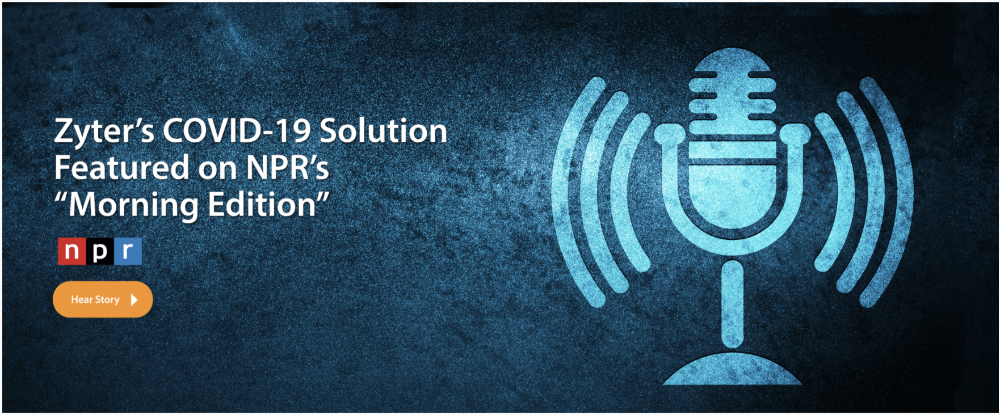 Zyter’s COVID-19 Solution
Featured on NPR’s
“Morning Edition”
npr
Hear Story